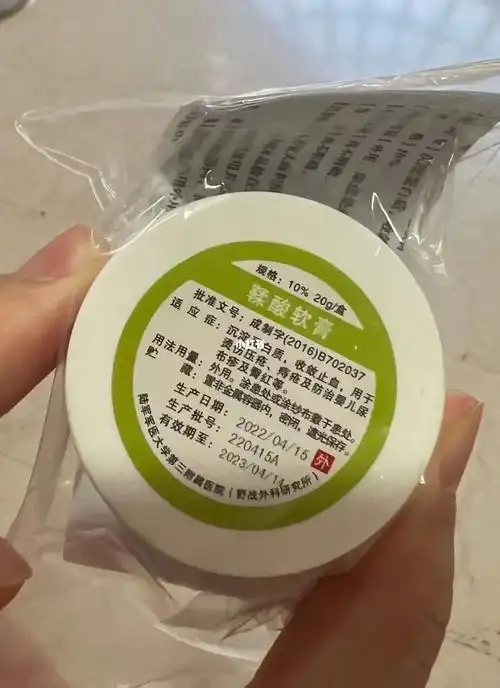 规格：10% 20g/盒
鞣酸软膏
批准文号：成制字(2016)B702037
适应症：沉淀蛋白质，收敛止血，用于
烫伤压疮、痔疮及防治婴儿尿
布疹及臀红等。
用法用量：外用。涂患处或涂纱布敷于患处。
贮藏：置非金属容器内，密闭，遮光保存。
生产日期：2022/04/15
生产批号：220415A
有效期至：2023/04/14
外
陆军军医大学第三附属医院（野战外科研究所）
小红书